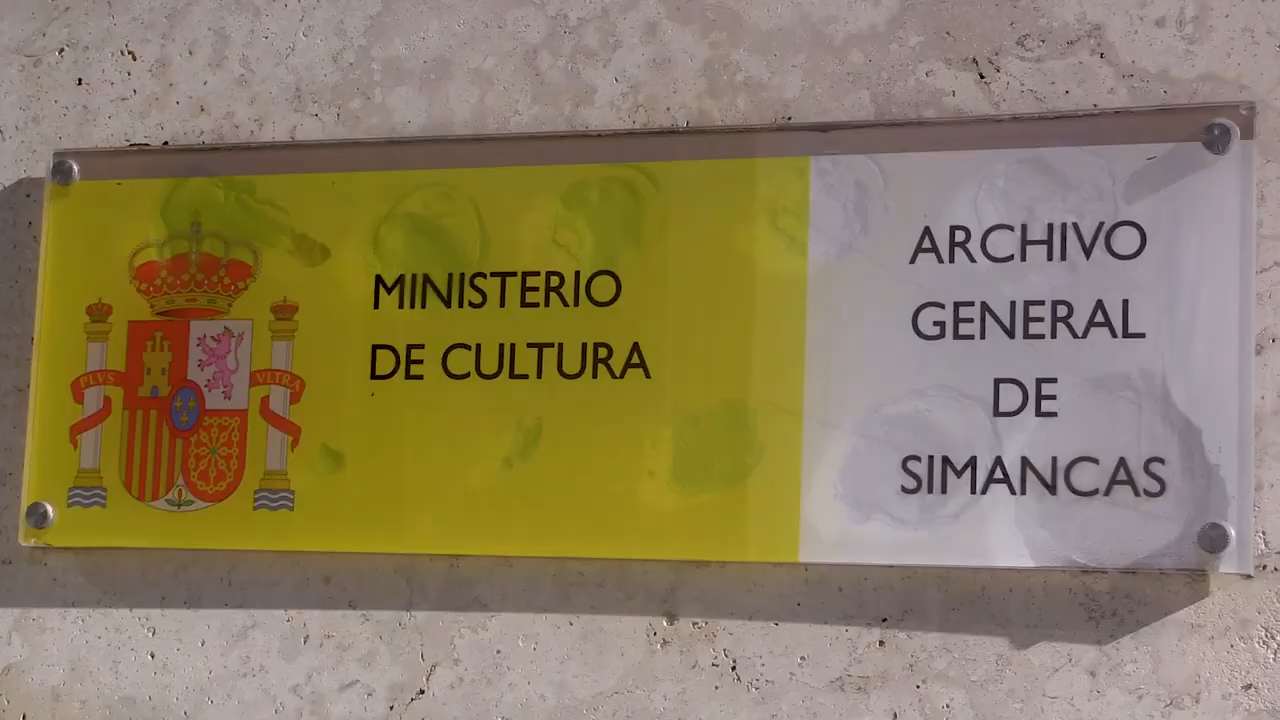 PLVS VLTRA
MINISTERIO
DE CULTURA
ARCHIVO
GENERAL
DE
SIMANCAS